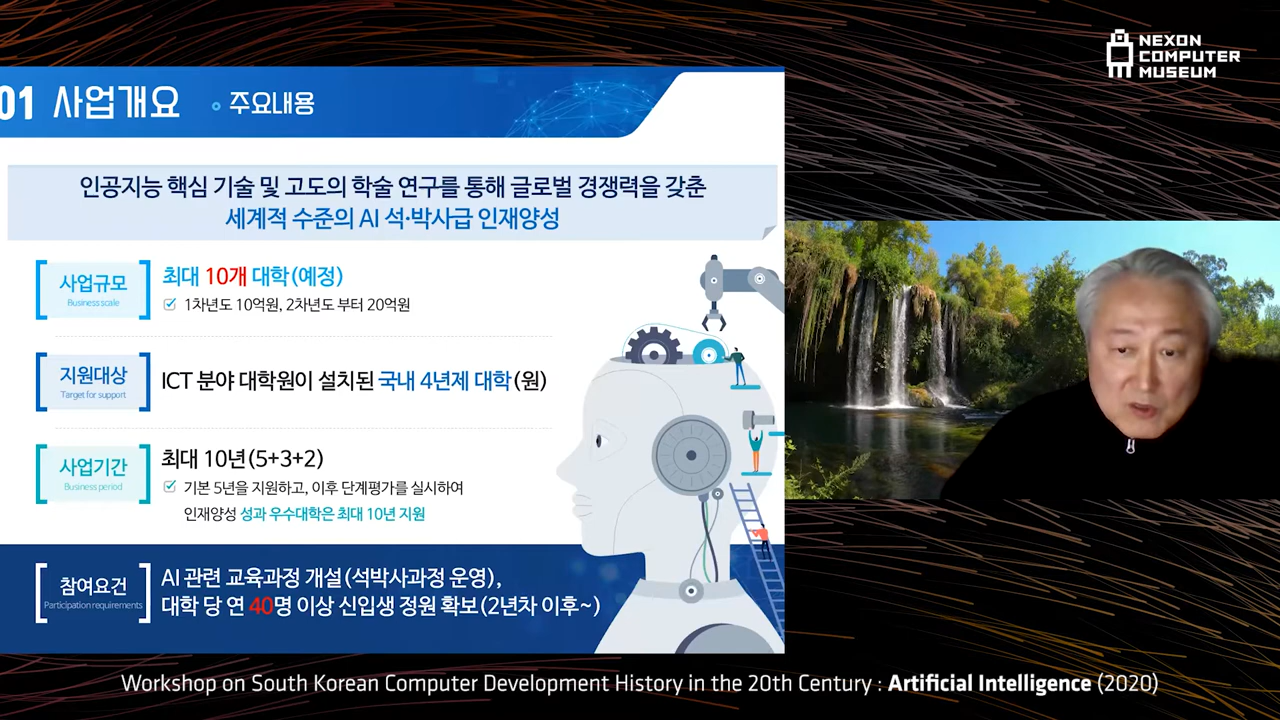 NEXON
COMPUTER
MUSEUM
01 사업개요 주요내용
인공지능 핵심 기술 및 고도의 학술 연구를 통해 글로벌 경쟁력을 갖춘
세계적 수준의 AI 석·박사급 인재양성
사업규모
Business scale
최대 10개 대학(예정)
1차년도 10억원, 2차년도 부터 20억원
지원대상
Target for support
ICT 분야 대학원이 설치된 국내 4년제 대학(원)
사업기간
Business period
최대 10년(5+3+2)
기본 5년을 지원하고, 이후 단계평가를 실시하여
인재양성 성과 우수대학은 최대 10년 지원
참여요건
Participation requirements
AI 관련 교육과정 개설(석박사과정 운영),
대학 당 연 40명 이상 신입생 정원 확보(2년차 이후~)
Workshop on South Korean Computer Development History in the 20th Century : Artificial Intelligence (2020)